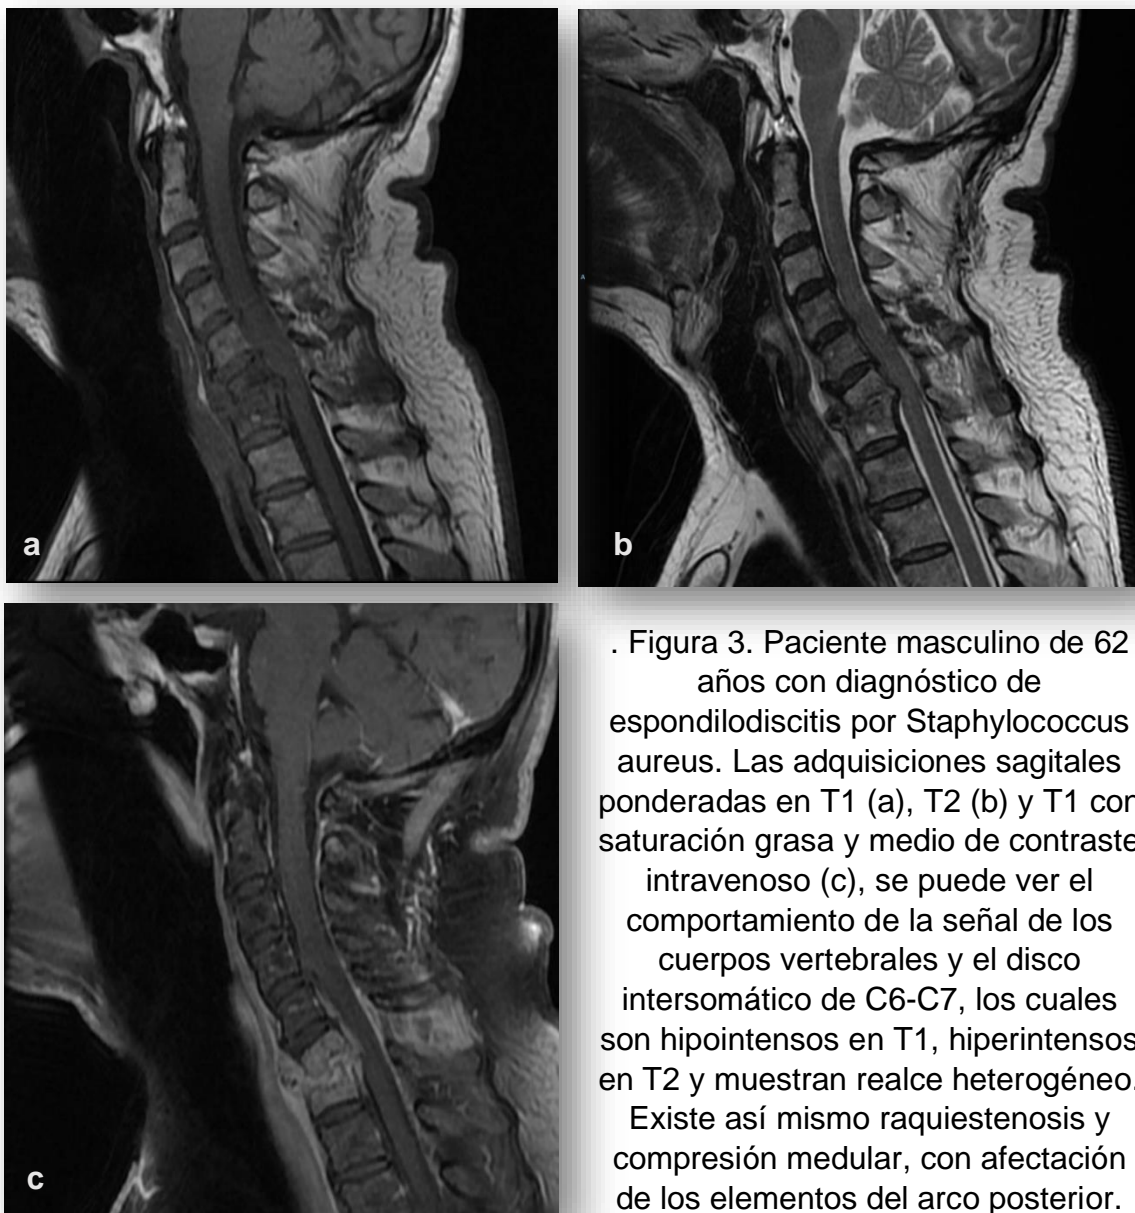 a
b
A
c
. Figura 3. Paciente masculino de 62
años con diagnóstico de
espondilodiscitis por Staphylococcus
aureus. Las adquisiciones sagitales
ponderadas en T1 (a), T2 (b) y T1 con
saturación grasa y medio de contraste
intravenoso (c), se puede ver el
comportamiento de la señal de los
cuerpos vertebrales y el disco
intersomático de C6-C7, los cuales
son hipointensos en T1, hiperintensos
en T2 y muestran realce heterogéneo.
Existe así mismo raquiestenosis y
compresión medular, con afectación
de los elementos del arco posterior.